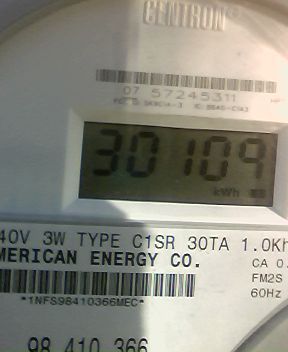 CENTRON®
07 57245311
30109
kWh
40V 3W TYPE C1SR 30TA 1.0Kh
MERICAN ENERGY CO.
CA 0.
FM2S
60Hz
*1NFS98410366MEC*
98 410 366